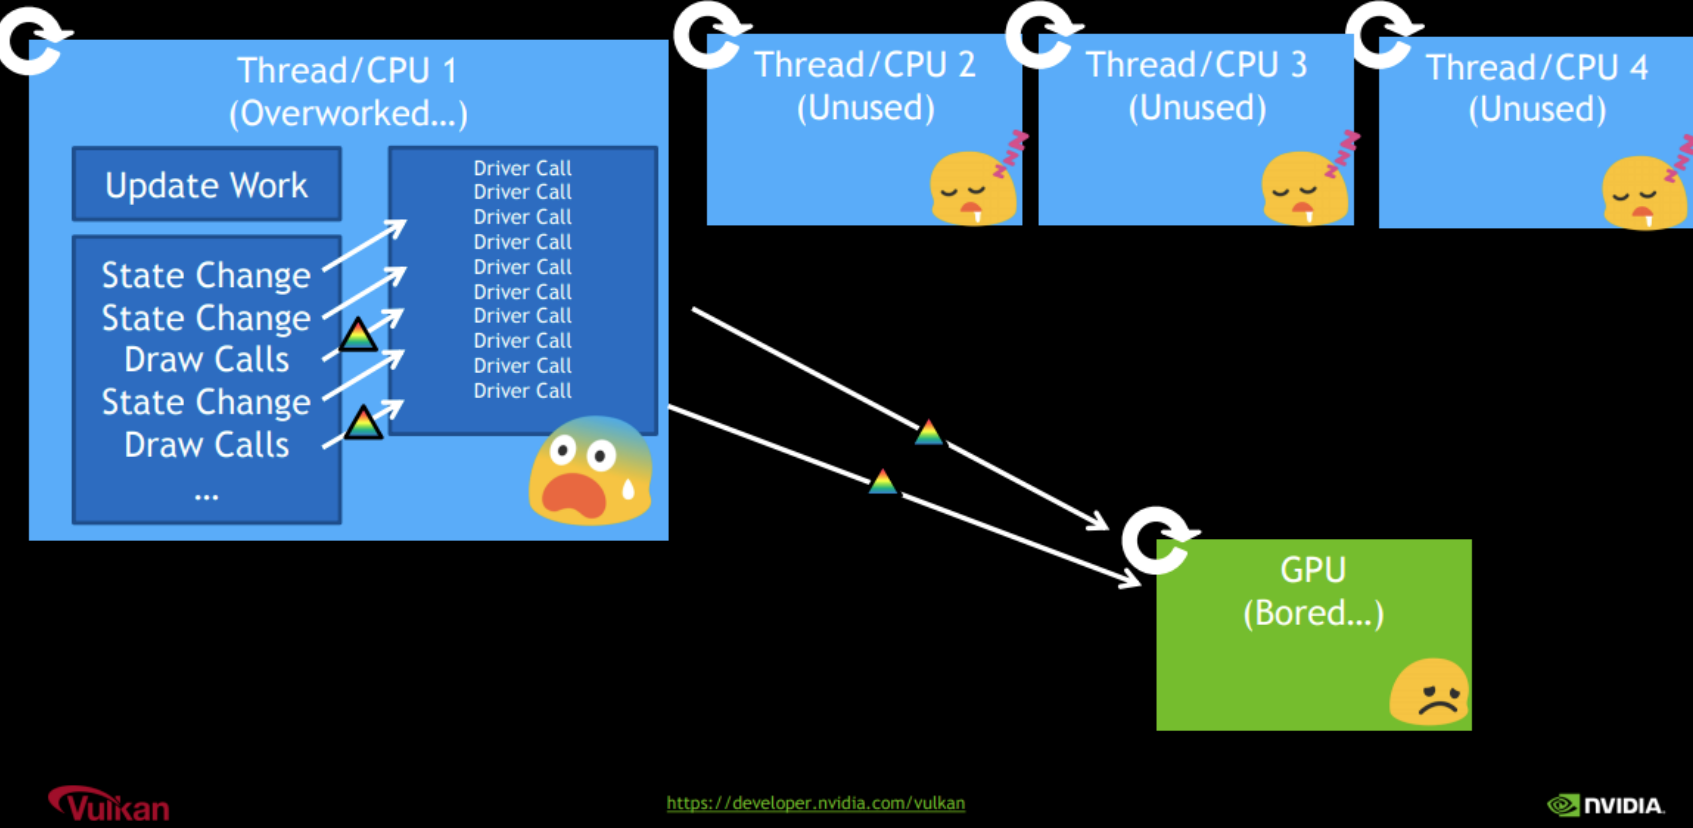 Thread/CPU 1
(Overworked...)
Update Work
State Change
State Change
Draw Calls
State Change
Draw Calls
...
Driver Call
Driver Call
Driver Call
Driver Call
Driver Call
Driver Call
Driver Call
Driver Call
Driver Call
Driver Call
Thread/CPU 2
(Unused)
Thread/CPU 3
(Unused)
Thread/CPU 4
(Unused)
GPU
(Bored...)
Vulkan
https://developer.nvidia.com/vulkan
NVIDIA.